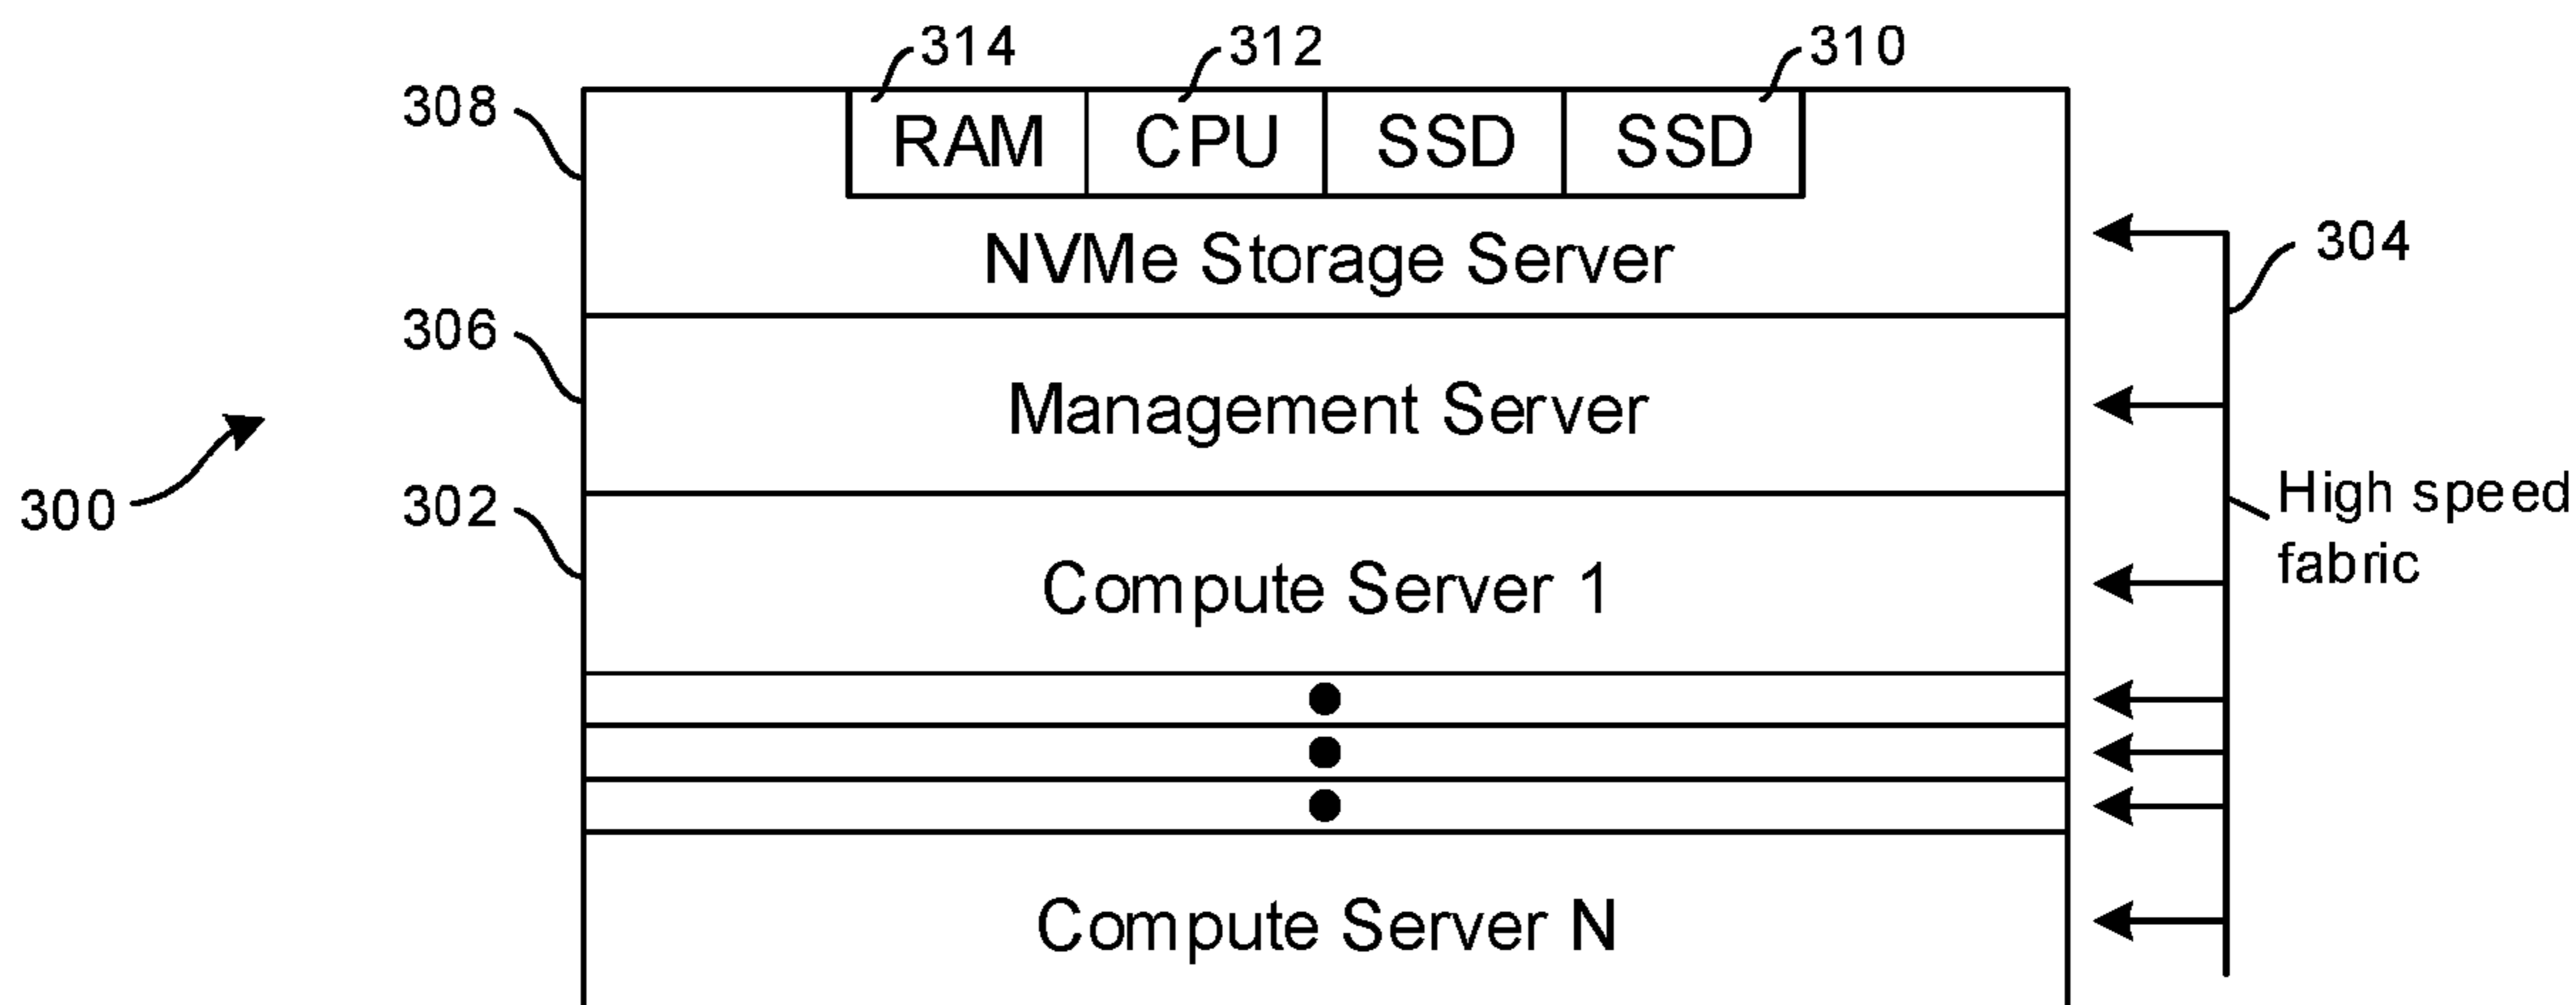 314
312
310
308
RAM
CPU
SSD
SSD
NVMe Storage Server
304
306
Management Server
300
302
High speed
fabric
Compute Server 1
Compute Server N